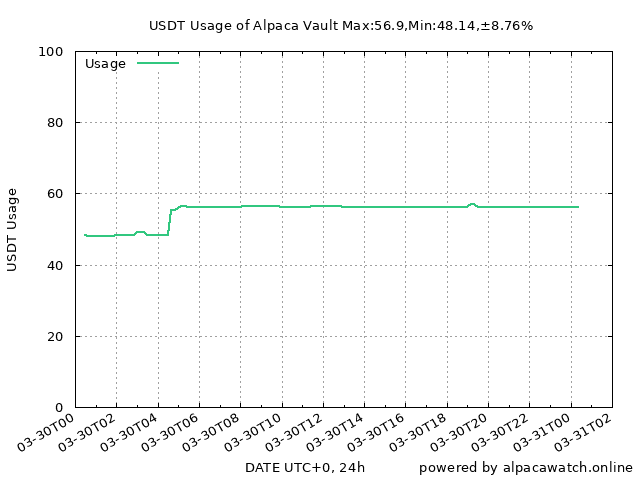 USDT Usage of Alpaca Vault Max:56.9,Min:48.14,±8.76%
Usage
100
80
60
40
20
0
USDT Usage
03-30T00
03-30T02
03-30T04
03-30T06
03-30T08
03-30T10
03-30T12
03-30T14
03-30T16
03-30T18
03-30T20
03-30T22
03-31T00
03-31T02
DATE UTC+0, 24h
powered by alpacawatch.online